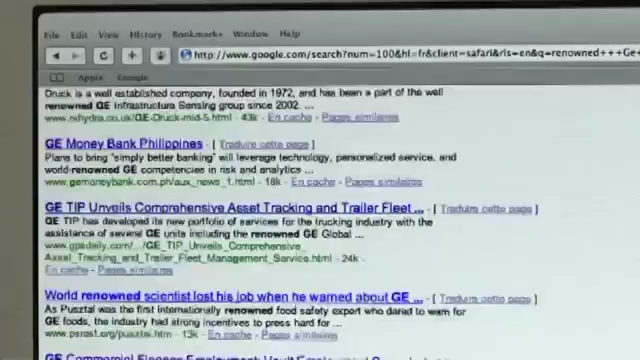 File Edit View History Bookmarks Window Help
http://www.google.com/search?num=100&hl=fr&client=safari&rls=en&q=renowned+++Ge+
Apple Google
Druck is a well established company, founded in 1972, and has been a part of the well
renowned GE Infrastructure Sensing group since 2002. ...
www.nxhydra.co.uk/GE-Druck-mid-5.html - 43k - En cache - Pages similaires
GE Money Bank Philippines - [ Traduire cette page ]
Plans to bring "simply better banking" will leverage technology, personalized service, and
world-renowned GE competencies in risk and analytics ...
www.gemoneybank.com.ph/aux_news_1.html - 18k - En cache - Pages similaires
GE TIP Unveils Comprehensive Asset Tracking and Trailer Fleet ... - [ Traduire cette page ]
GE TIP has developed its new portfolio of services for the trucking industry with the
assistance of several GE units including the renowned GE Global ...
www.gpsdaily.com/.../GE_TIP_Unveils_Comprehensive_
Asset_Tracking_and_Trailer_Fleet_Management_Service.html - 24k -
En cache - Pages similaires
World renowned scientist lost his job when he warned about GE ... - [ Traduire cette page ]
As Pusztai was the first internationally renowned food safety expert who dared to warn for
GE foods, the industry had strong incentives to press hard for ...
www.psrast.org/pusztai.htm - 13k - En cache - Pages similaires
GE Commercial Finance Employment: Vault Employment